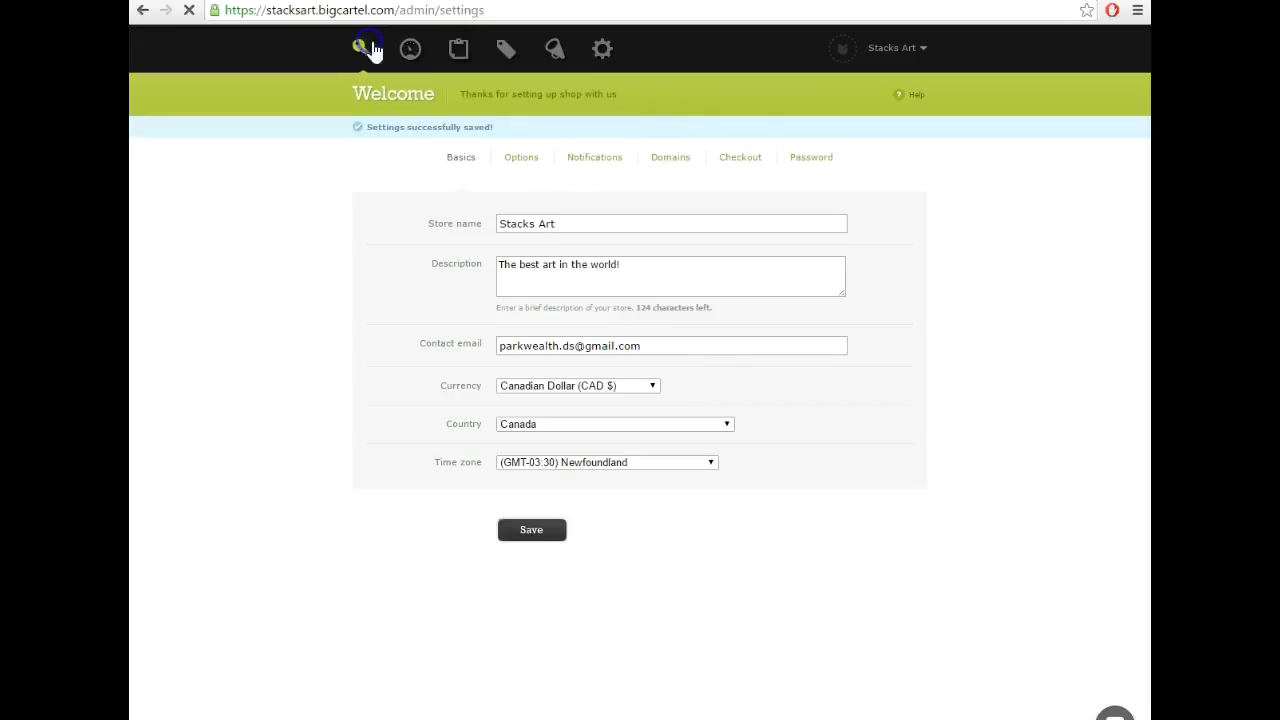 https://stacksart.bigcartel.com/admin/settings
Stacks Art
Welcome
Thanks for setting up shop with us
Help
Settings successfully saved!
Basics
Options
Notifications
Domains
Checkout
Password
Store name
Stacks Art
Description
The best art in the world!
Enter a brief description of your store. 124 characters left.
Contact email
parkwealth.ds@gmail.com
Currency
Canadian Dollar (CAD $)
Country
Canada
Time zone
(GMT-03:30) Newfoundland
Save